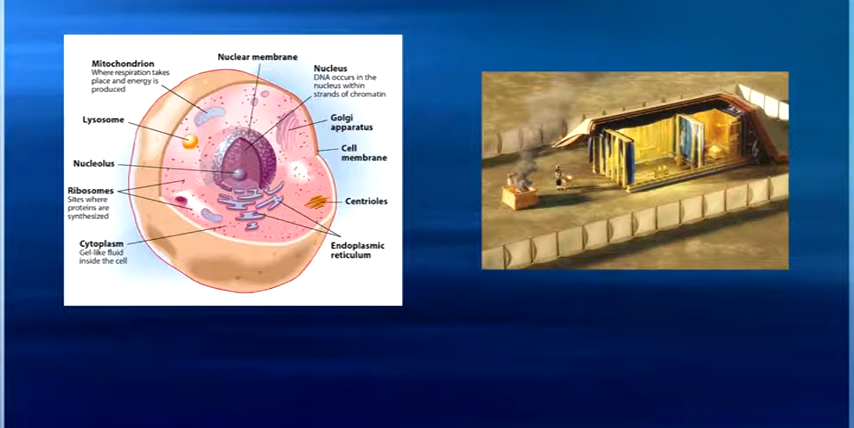 Mitochondrion
Where respiration takes
place and energy is
produced
Nuclear membrane
Nucleus
DNA occurs in the
nucleus within
strands of chromatin
Lysosome
Golgi
apparatus
Cell
membrane
Nucleolus
Ribosomes
Sites where
proteins are
synthesized
Centrioles
Cytoplasm
Gel-like fluid
inside the cell
Endoplasmic
reticulum